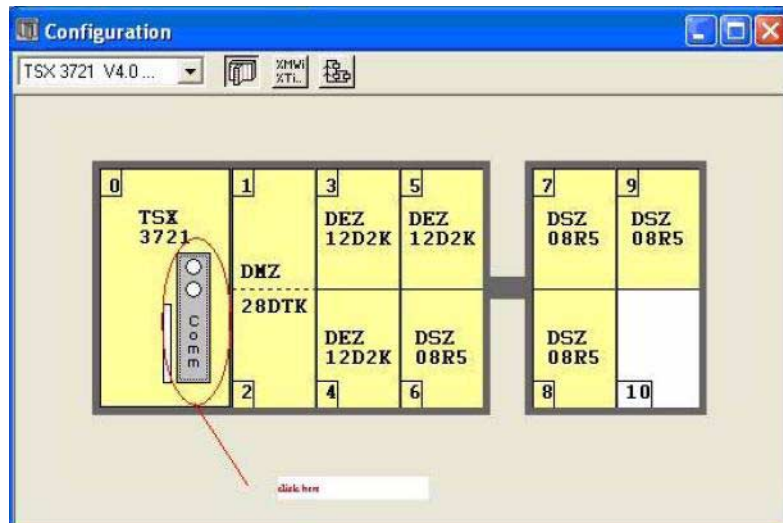 Configuration
TSX 3721 V4.0 ...
XMWi
XTi..
0
TSX
3721
Comm
1
DMZ
28DTK
2
3
DEZ
12D2K
5
DEZ
12D2K
DEZ
12D2K
4
DSZ
08R5
6
7
DSZ
08R5
9
DSZ
08R5
DSZ
08R5
8
10
click here